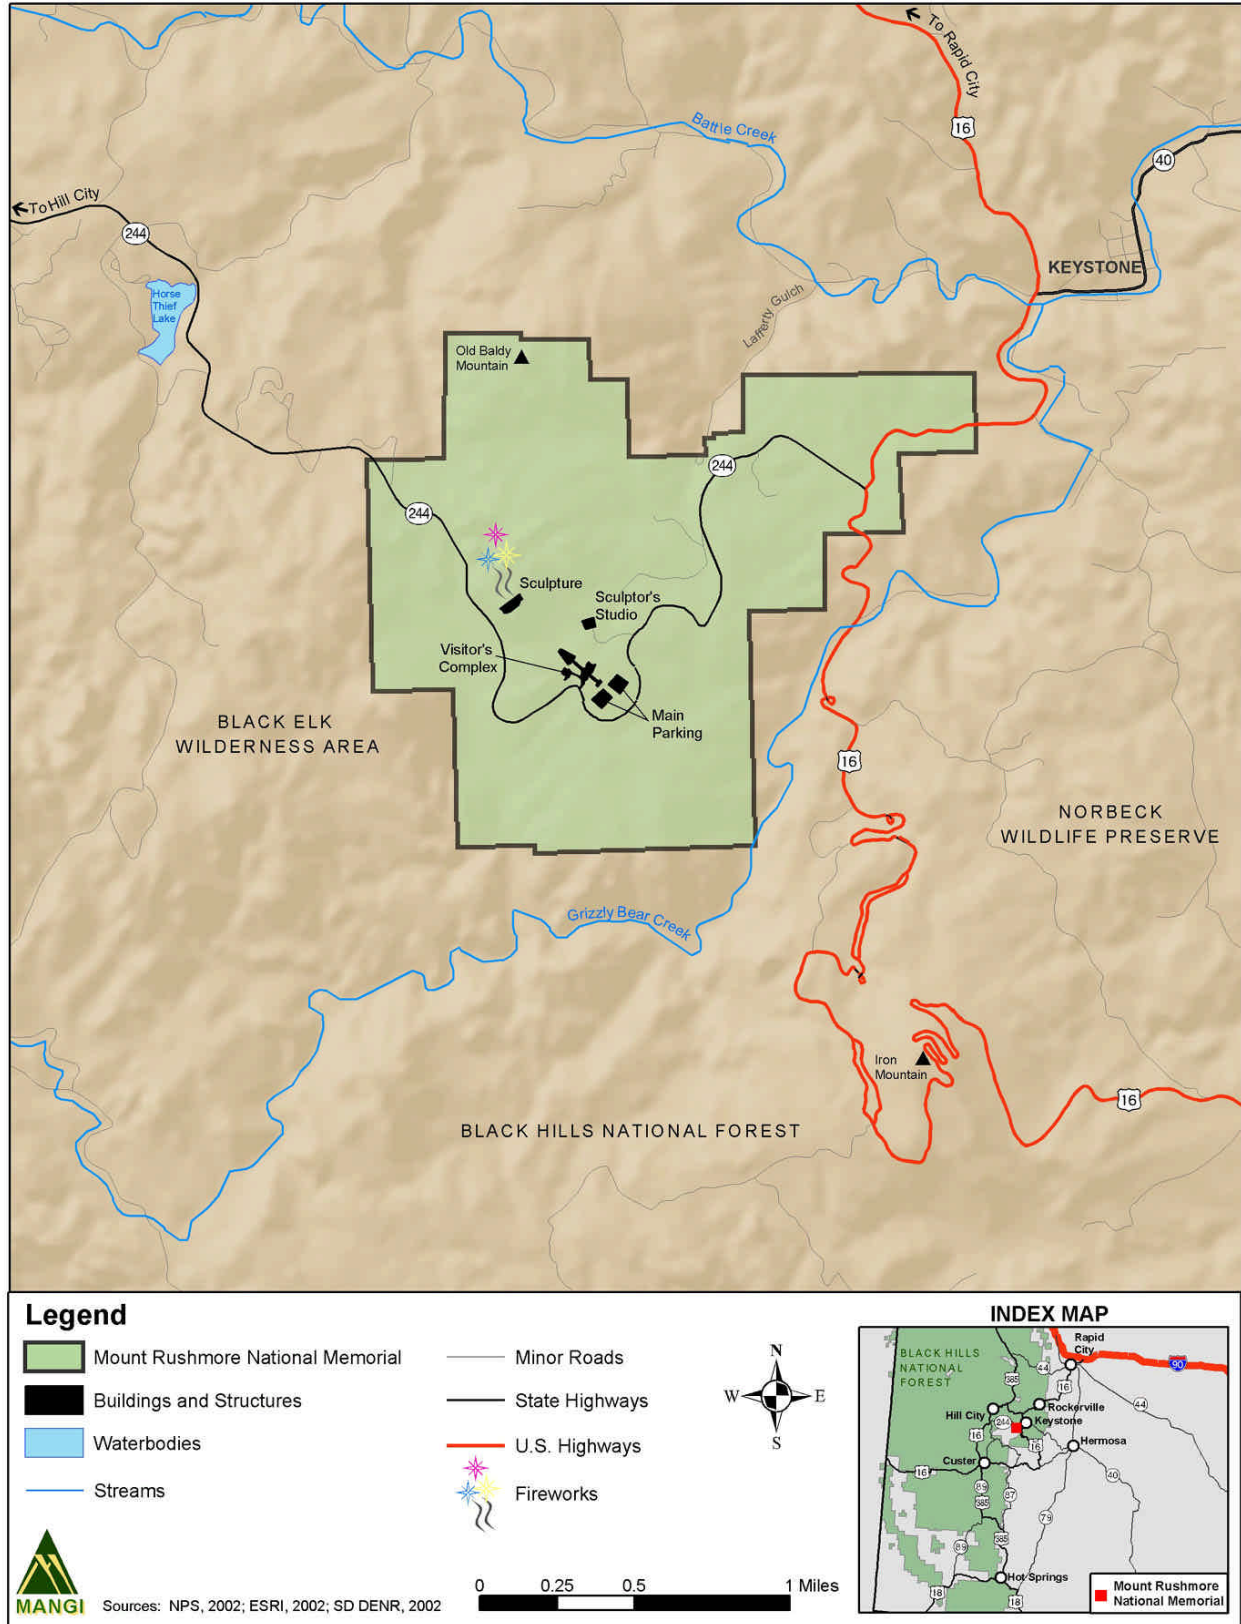 To Rapid City
16
Battle Creek
40
To Hill City
244
KEYSTONE
Horse
Thief
Lake
Lafferty Gulch
Old Baldy
Mountain
244
244
Sculpture
Sculptor's
Studio
Visitor's
Complex
Main
Parking
BLACK ELK
WILDERNESS AREA
16
NORBECK
WILDLIFE PRESERVE
Grizzly Bear Creek
Iron
Mountain
16
BLACK HILLS NATIONAL FOREST
Legend
Mount Rushmore National Memorial
Buildings and Structures
Waterbodies
Streams
Minor Roads
State Highways
U.S. Highways
Fireworks
N
W E
S
MANGI
Sources: NPS, 2002; ESRI, 2002; SD DENR, 2002
0 0.25 0.5 1 Miles
INDEX MAP
BLACK HILLS
NATIONAL
FOREST
Rapid
City
90
44
385
16
44
Hill City
Rockerville
244
Keystone
16
16
Hermosa
Custer
16
40
89
87
385
79
89
385
Hot Springs
18
18
Mount Rushmore
National Memorial